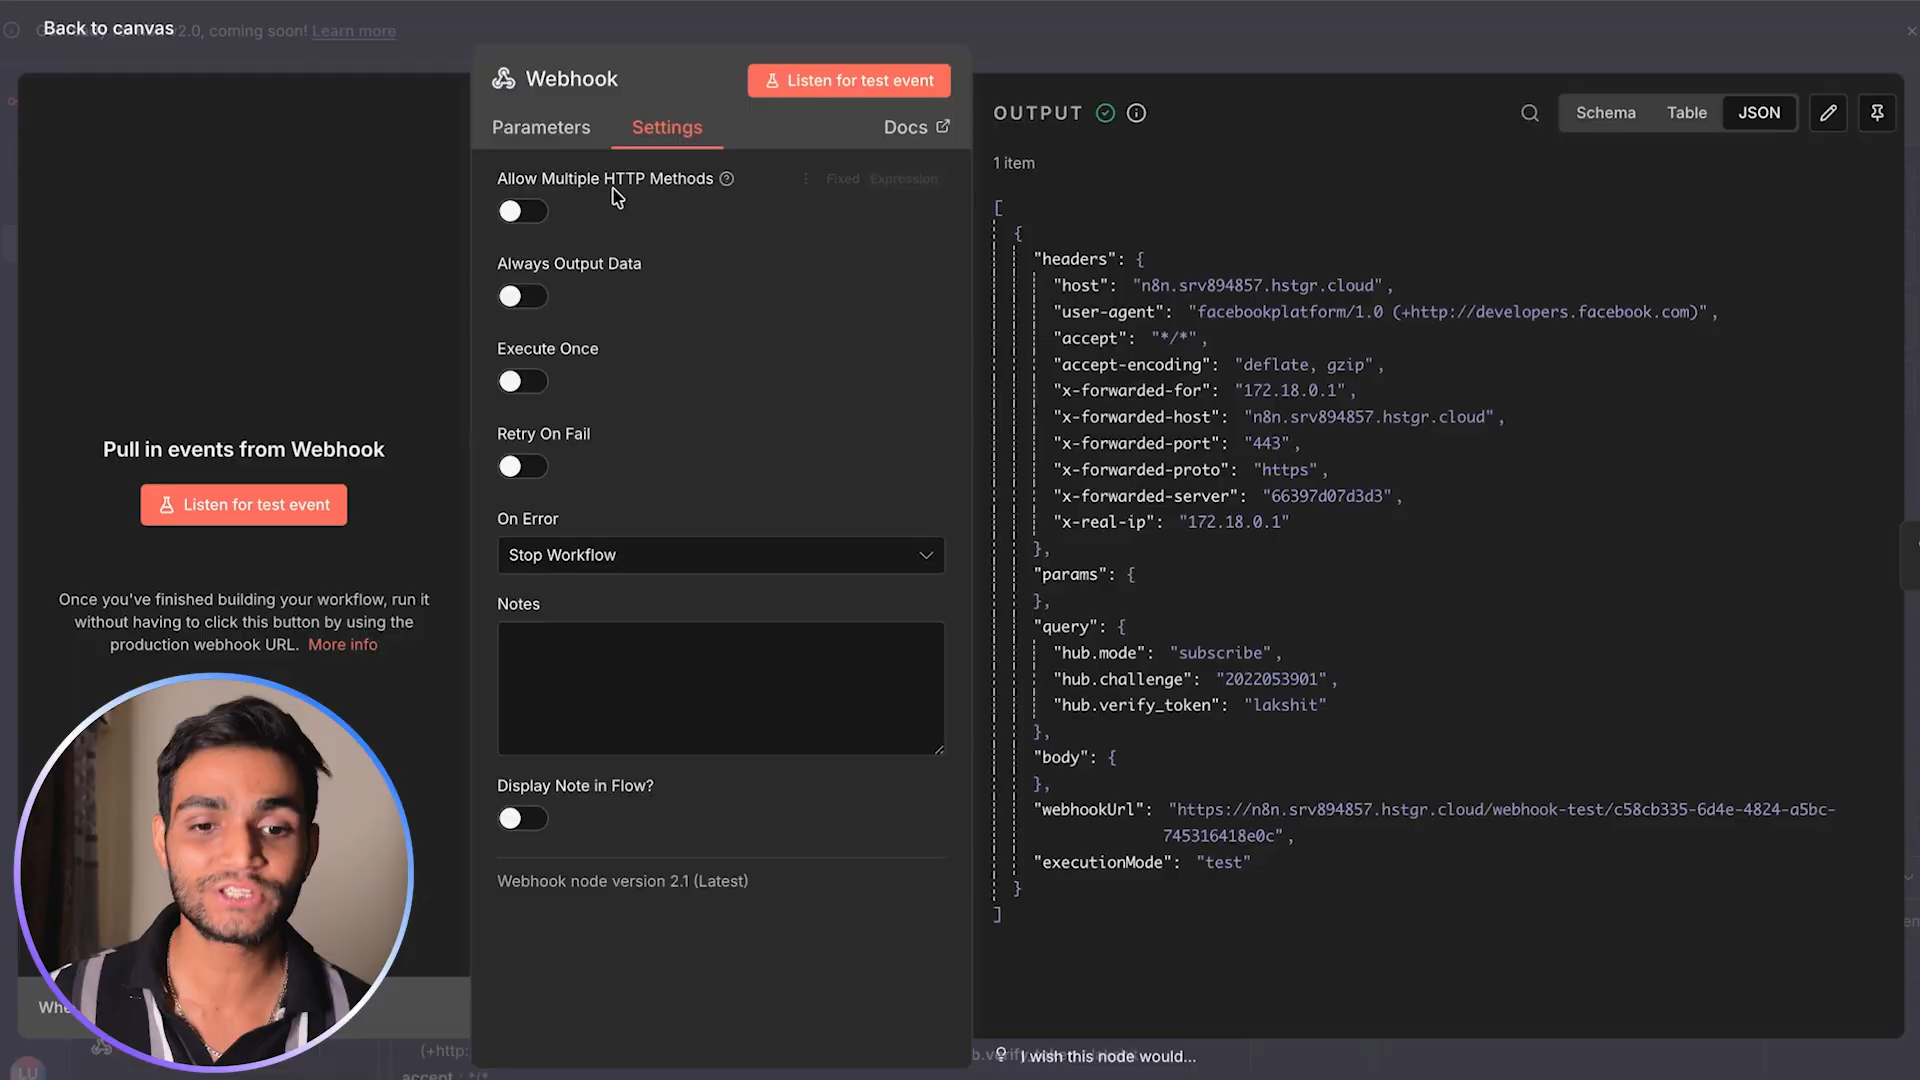 Back to canvas
2.0, coming soon! Learn more
Webhook
Listen for test event
Parameters
Settings
Docs
Allow Multiple HTTP Methods
Fixed
Expression
Always Output Data
Execute Once
Retry On Fail
On Error
Stop Workflow
Notes
Display Note in Flow?
Webhook node version 2.1 (Latest)
Pull in events from Webhook
Listen for test event
Once you've finished building your workflow, run it
without having to click this button by using the
production webhook URL. More info
OUTPUT
Schema
Table
JSON
1 item
[
{
"headers": {
"host": "n8n.srv894857.hstgr.cloud",
"user-agent": "facebookplatform/1.0 (+http://developers.facebook.com)",
"accept": "*/*",
"accept-encoding": "deflate, gzip",
"x-forwarded-for": "172.18.0.1",
"x-forwarded-host": "n8n.srv894857.hstgr.cloud",
"x-forwarded-port": "443",
"x-forwarded-proto": "https",
"x-forwarded-server": "66397d07d3d3",
"x-real-ip": "172.18.0.1"
},
"params": {
},
"query": {
"hub.mode": "subscribe",
"hub.challenge": "2022053901",
"hub.verify_token": "lakshit"
},
"body": {
},
"webhookUrl": "https://n8n.srv894857.hstgr.cloud/webhook-test/c58cb335-6d4e-4824-a5bc-
745316418e0c",
"executionMode": "test"
}
]
I wish this node would...
Whe
(+http:
accept : */*
LU